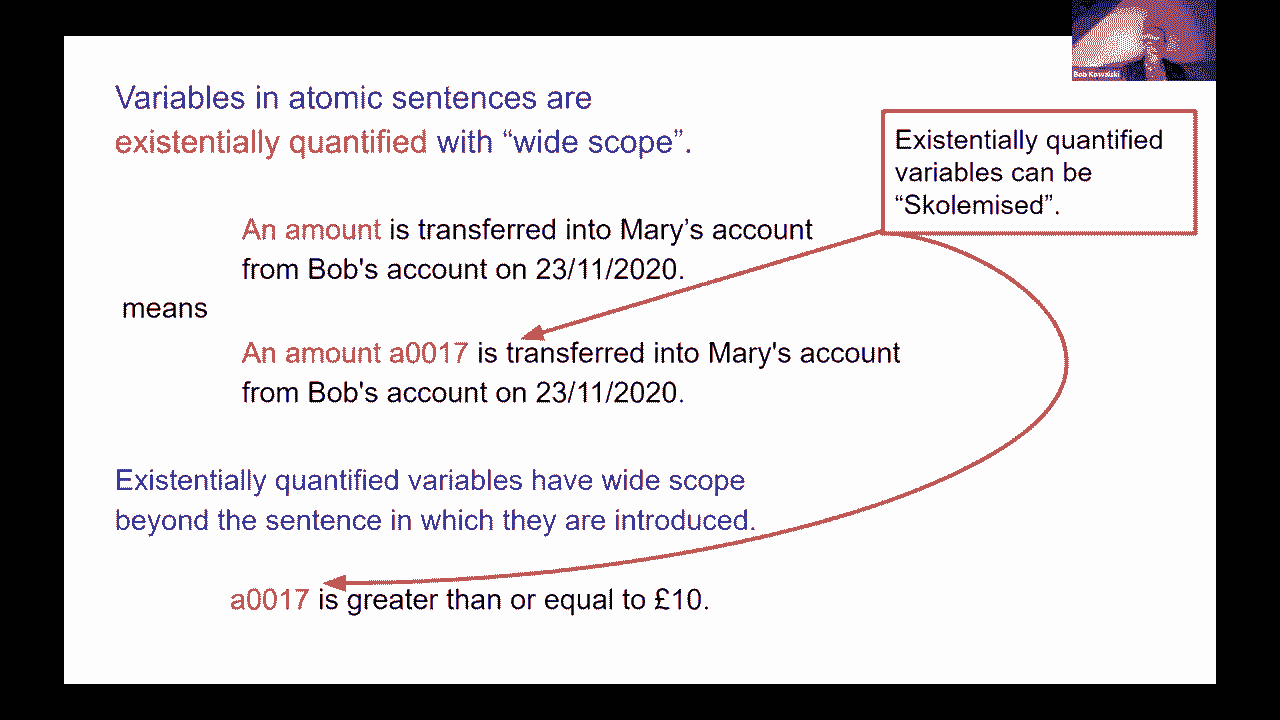 Bob Kowalski
Variables in atomic sentences are
existentially quantified with “wide scope”.
Existentially quantified
variables can be
“Skolemised”.
An amount is transferred into Mary’s account
from Bob's account on 23/11/2020.
means
An amount a0017 is transferred into Mary's account
from Bob's account on 23/11/2020.
Existentially quantified variables have wide scope
beyond the sentence in which they are introduced.
a0017 is greater than or equal to £10.